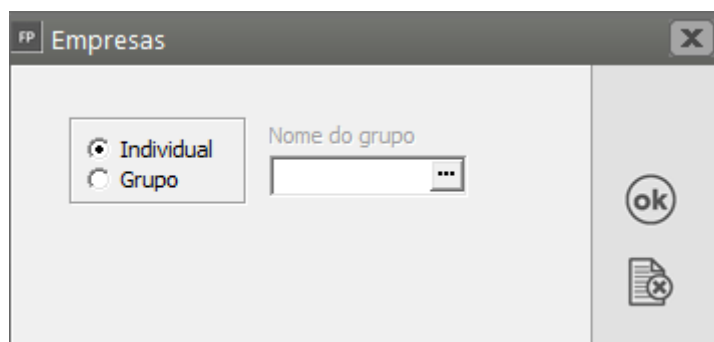 FP Empresas
Individual
Grupo
Nome do grupo
...
ok